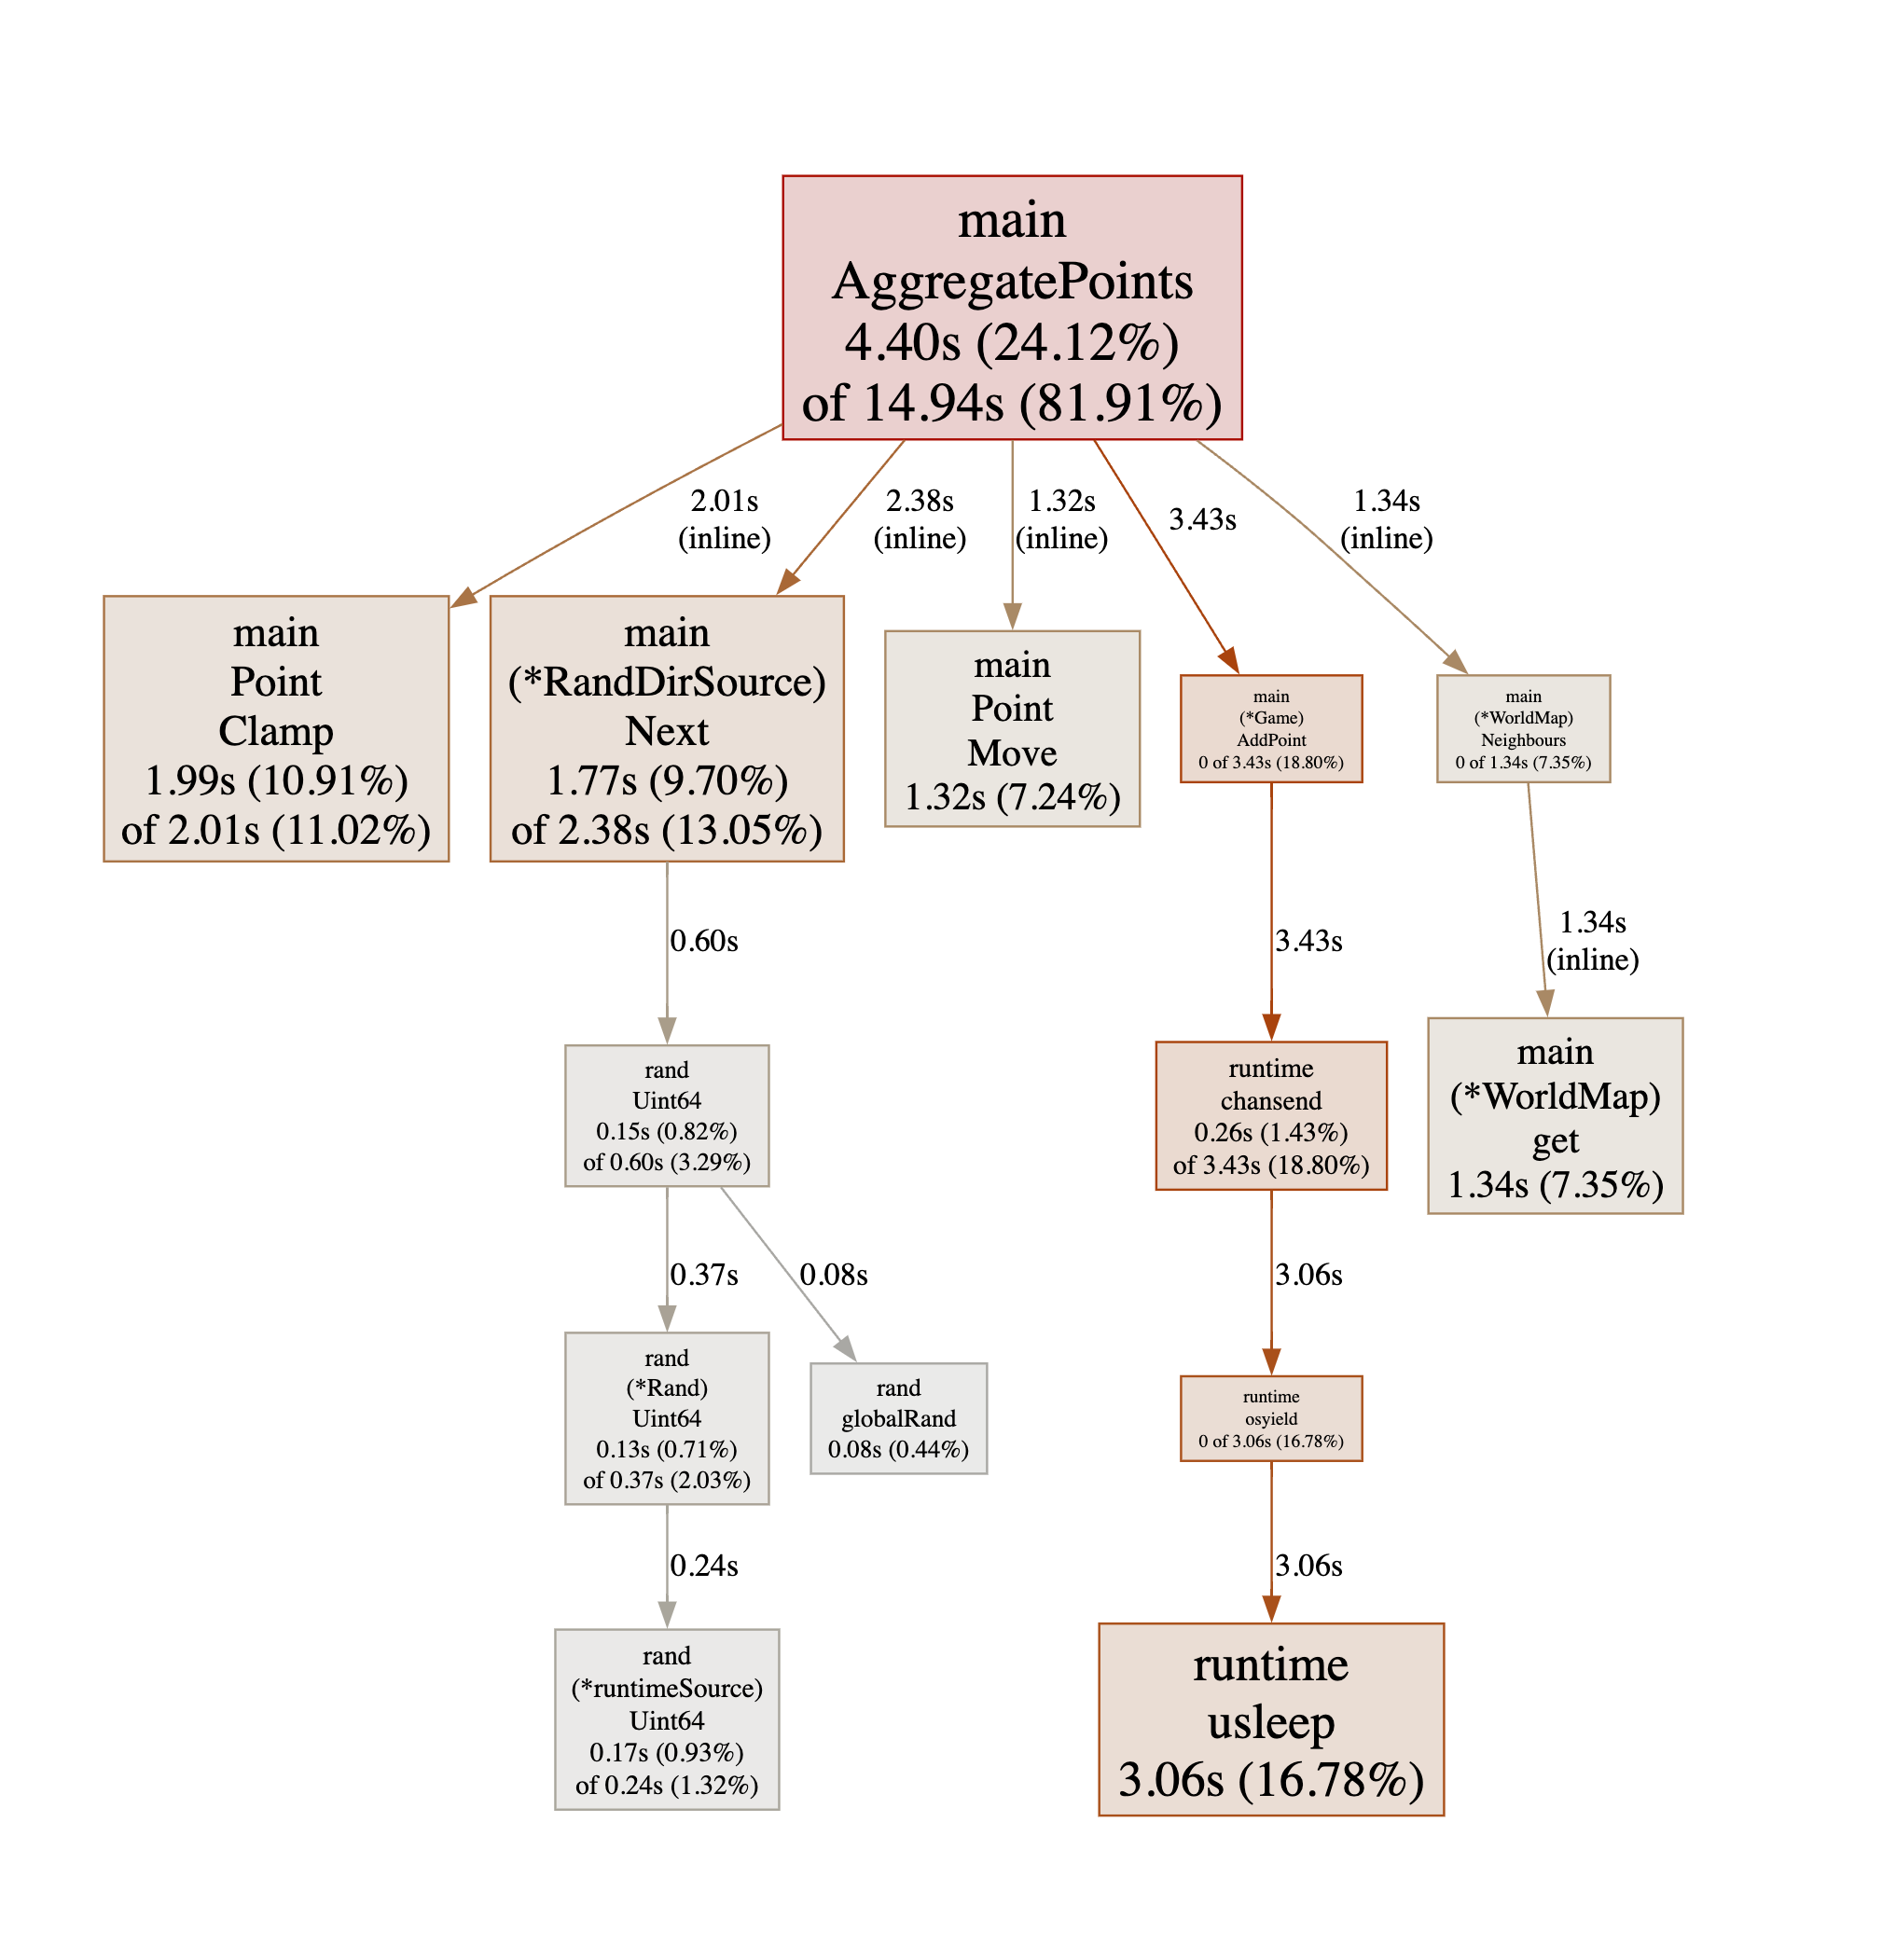 main
AggregatePoints
4.40s (24.12%)
of 14.94s (81.91%)
2.01s
(inline)
2.38s
(inline)
1.32s
(inline)
3.43s
1.34s
(inline)
main
Point
Clamp
1.99s (10.91%)
of 2.01s (11.02%)
main
(*RandDirSource)
Next
1.77s (9.70%)
of 2.38s (13.05%)
main
Point
Move
1.32s (7.24%)
main
(*Game)
AddPoint
0 of 3.43s (18.80%)
main
(*WorldMap)
Neighbours
0 of 1.34s (7.35%)
0.60s
3.43s
1.34s
(inline)
rand
Uint64
0.15s (0.82%)
of 0.60s (3.29%)
runtime
chansend
0.26s (1.43%)
of 3.43s (18.80%)
main
(*WorldMap)
get
1.34s (7.35%)
0.37s
0.08s
3.06s
rand
(*Rand)
Uint64
0.13s (0.71%)
of 0.37s (2.03%)
rand
globalRand
0.08s (0.44%)
runtime
osyield
0 of 3.06s (16.78%)
0.24s
3.06s
rand
(*runtimeSource)
Uint64
0.17s (0.93%)
of 0.24s (1.32%)
runtime
usleep
3.06s (16.78%)